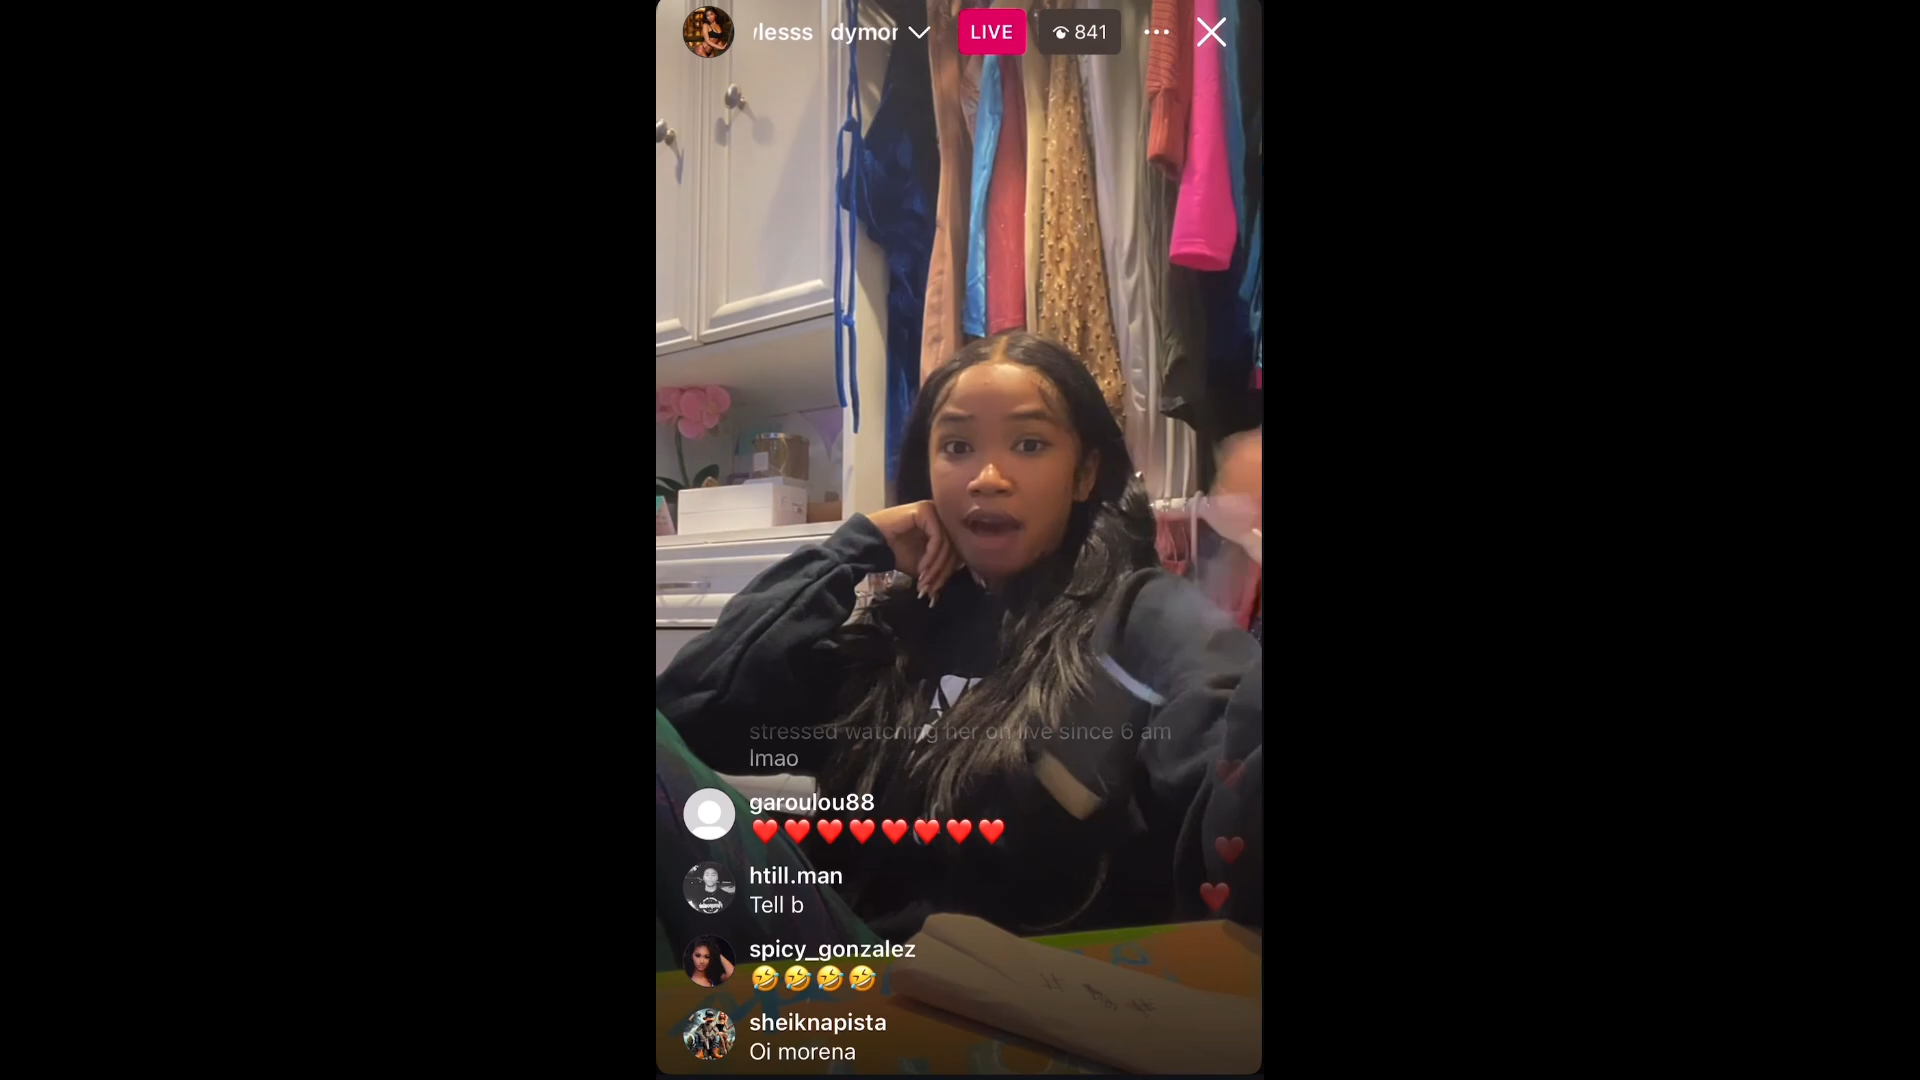 dymor
LIVE
841
stressed watching her on live since 6 am
lmao
garoulou88
❤️❤️❤️❤️❤️❤️❤️❤️
htill.man
Tell b
spicy_gonzalez
🤣🤣🤣🤣
sheiknapista
Oi morena